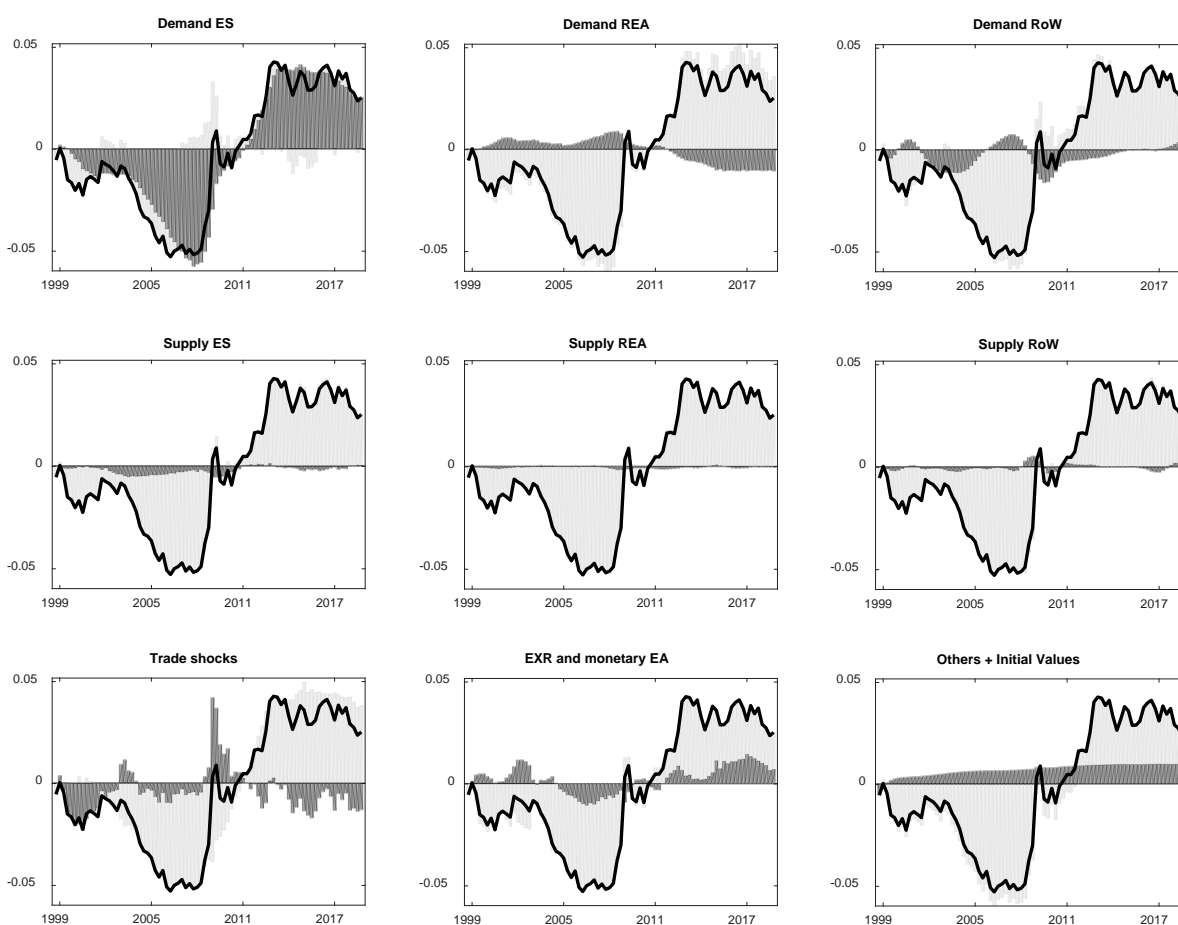 Demand ES
Demand REA
Demand RoW
0.05
0
-0.05
1999 2005 2011 2017
0.05
0
-0.05
1999 2005 2011 2017
0.05
0
-0.05
1999 2005 2011 2017
Supply ES
Supply REA
Supply RoW
0.05
0
-0.05
1999 2005 2011 2017
0.05
0
-0.05
1999 2005 2011 2017
0.05
0
-0.05
1999 2005 2011 2017
Trade shocks
EXR and monetary EA
Others + Initial Values
0.05
0
-0.05
1999 2005 2011 2017
0.05
0
-0.05
1999 2005 2011 2017
0.05
0
-0.05
1999 2005 2011 2017